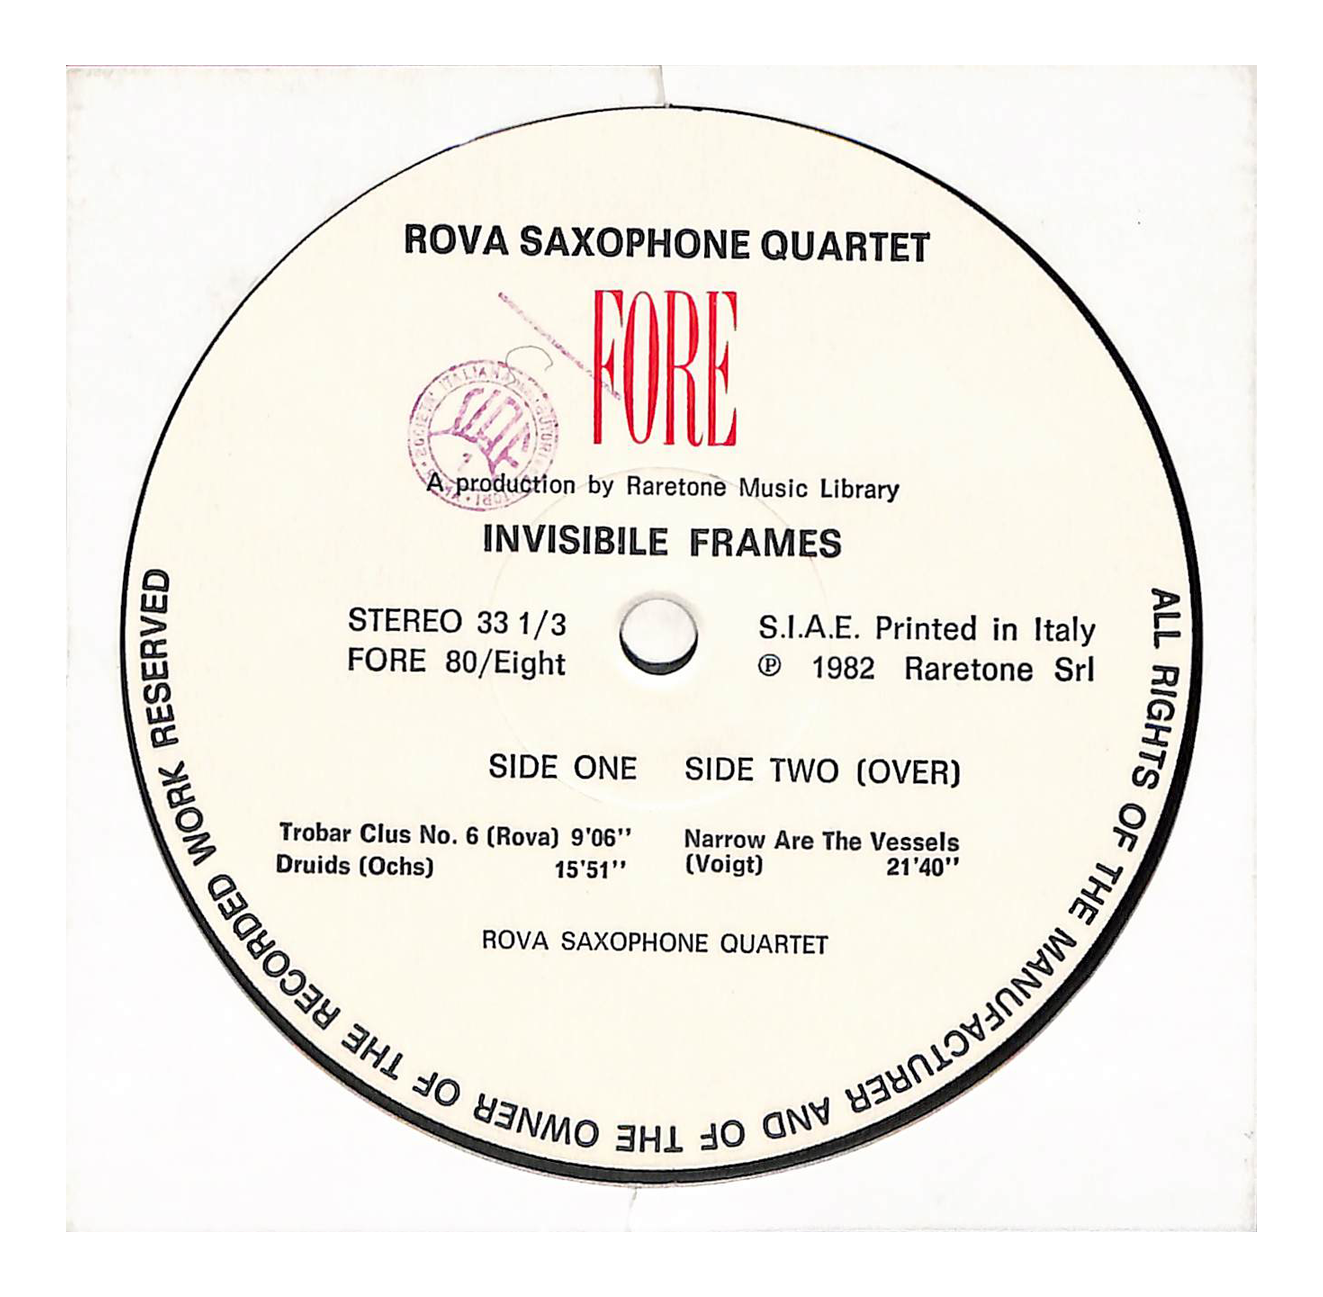 ROVA SAXOPHONE QUARTET
FORE
A production by Raretone Music Library
INVISIBILE FRAMES
STEREO 33 1/3
FORE 80/Eight
S.I.A.E. Printed in Italy
℗ 1982 Raretone Srl
SIDE ONE
Trobar Clus No. 6 (Rova) 9'06''
Druids (Ochs) 15'51''
SIDE TWO (OVER)
Narrow Are The Vessels
(Voigt) 21'40''
ROVA SAXOPHONE QUARTET
ALL RIGHTS OF THE MANUFACTURER AND OF THE OWNER OF THE RECORDED WORK RESERVED
SIAE